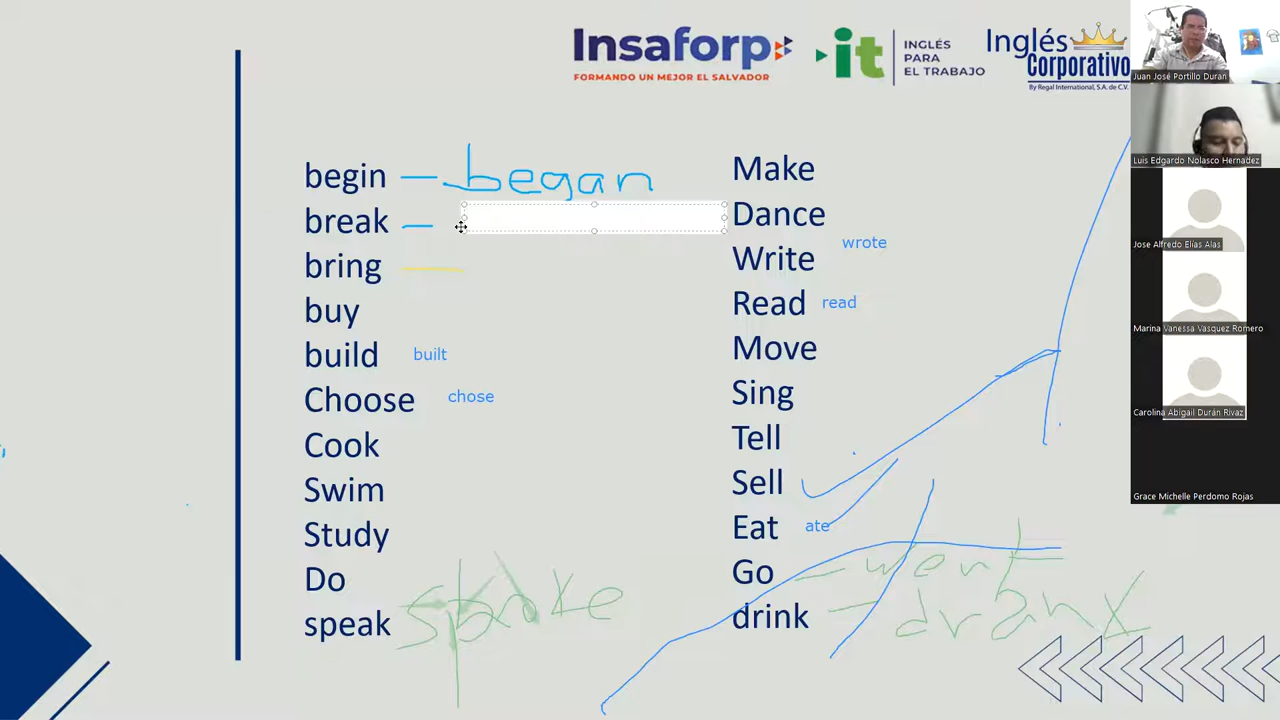 Insaforp
FORMANDO UN MEJOR EL SALVADOR
it
INGLÉS
PARA
EL TRABAJO
Inglés
Corporativo
By Regal International, S.A. de C.V.
begin — began
break —
bring
buy
build built
Choose chose
Cook
Swim
Study
Do
speak spoke
Make
Dance
wrote
Write
Read read
Move
Sing
Tell
Sell
Eat ate
Go — went
drink — drank
Juan José Portillo Duran
Luis Edgardo Nolasco Hernadez
Jose Alfredo Elias Alas
Marina Vanessa Vasquez Romero
Carolina Abigail Durán Rivaz
Grace Michelle Perdomo Rojas